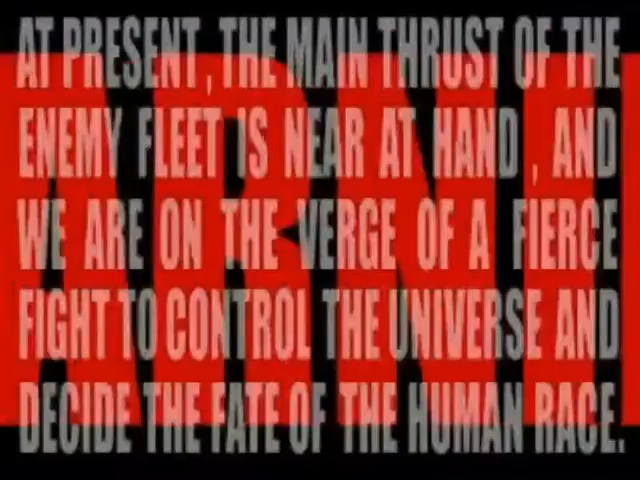 AT PRESENT, THE MAIN THRUST OF THE
ENEMY FLEET IS NEAR AT HAND, AND
WE ARE ON THE VERGE OF A FIERCE
FIGHT TO CONTROL THE UNIVERSE AND
DECIDE THE FATE OF THE HUMAN RACE.
ARNI